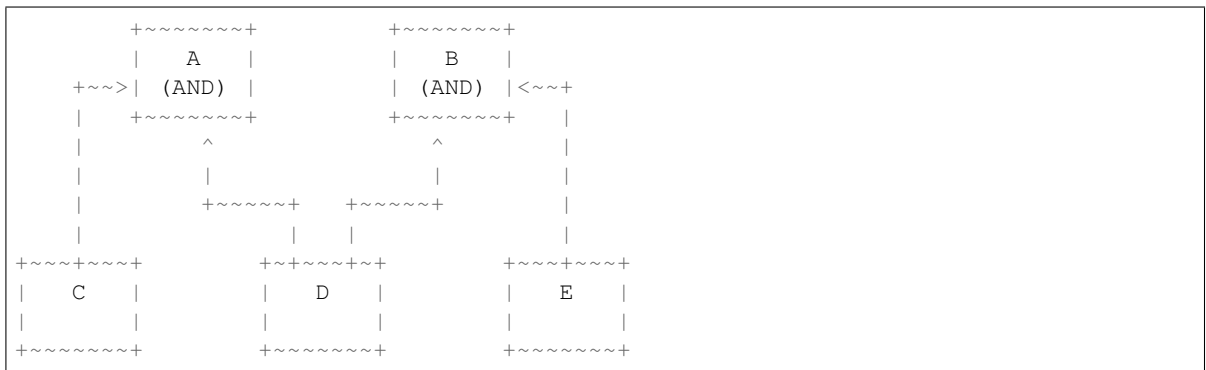 +~~~~~~~+ +~~~~~~~+
| A | | B |
+~~>| (AND) | | (AND) |<~~+
| +~~~~~~~+ +~~~~~~~+ |
| ^ ^ |
| | | |
| +~~~~~+ +~~~~~+ |
| | | |
+~~~+~~~+ +~+~~~+~+ +~~~+~~~+
| C | | D | | E |
| | | | | |
+~~~~~~~+ +~~~~~~~+ +~~~~~~~+